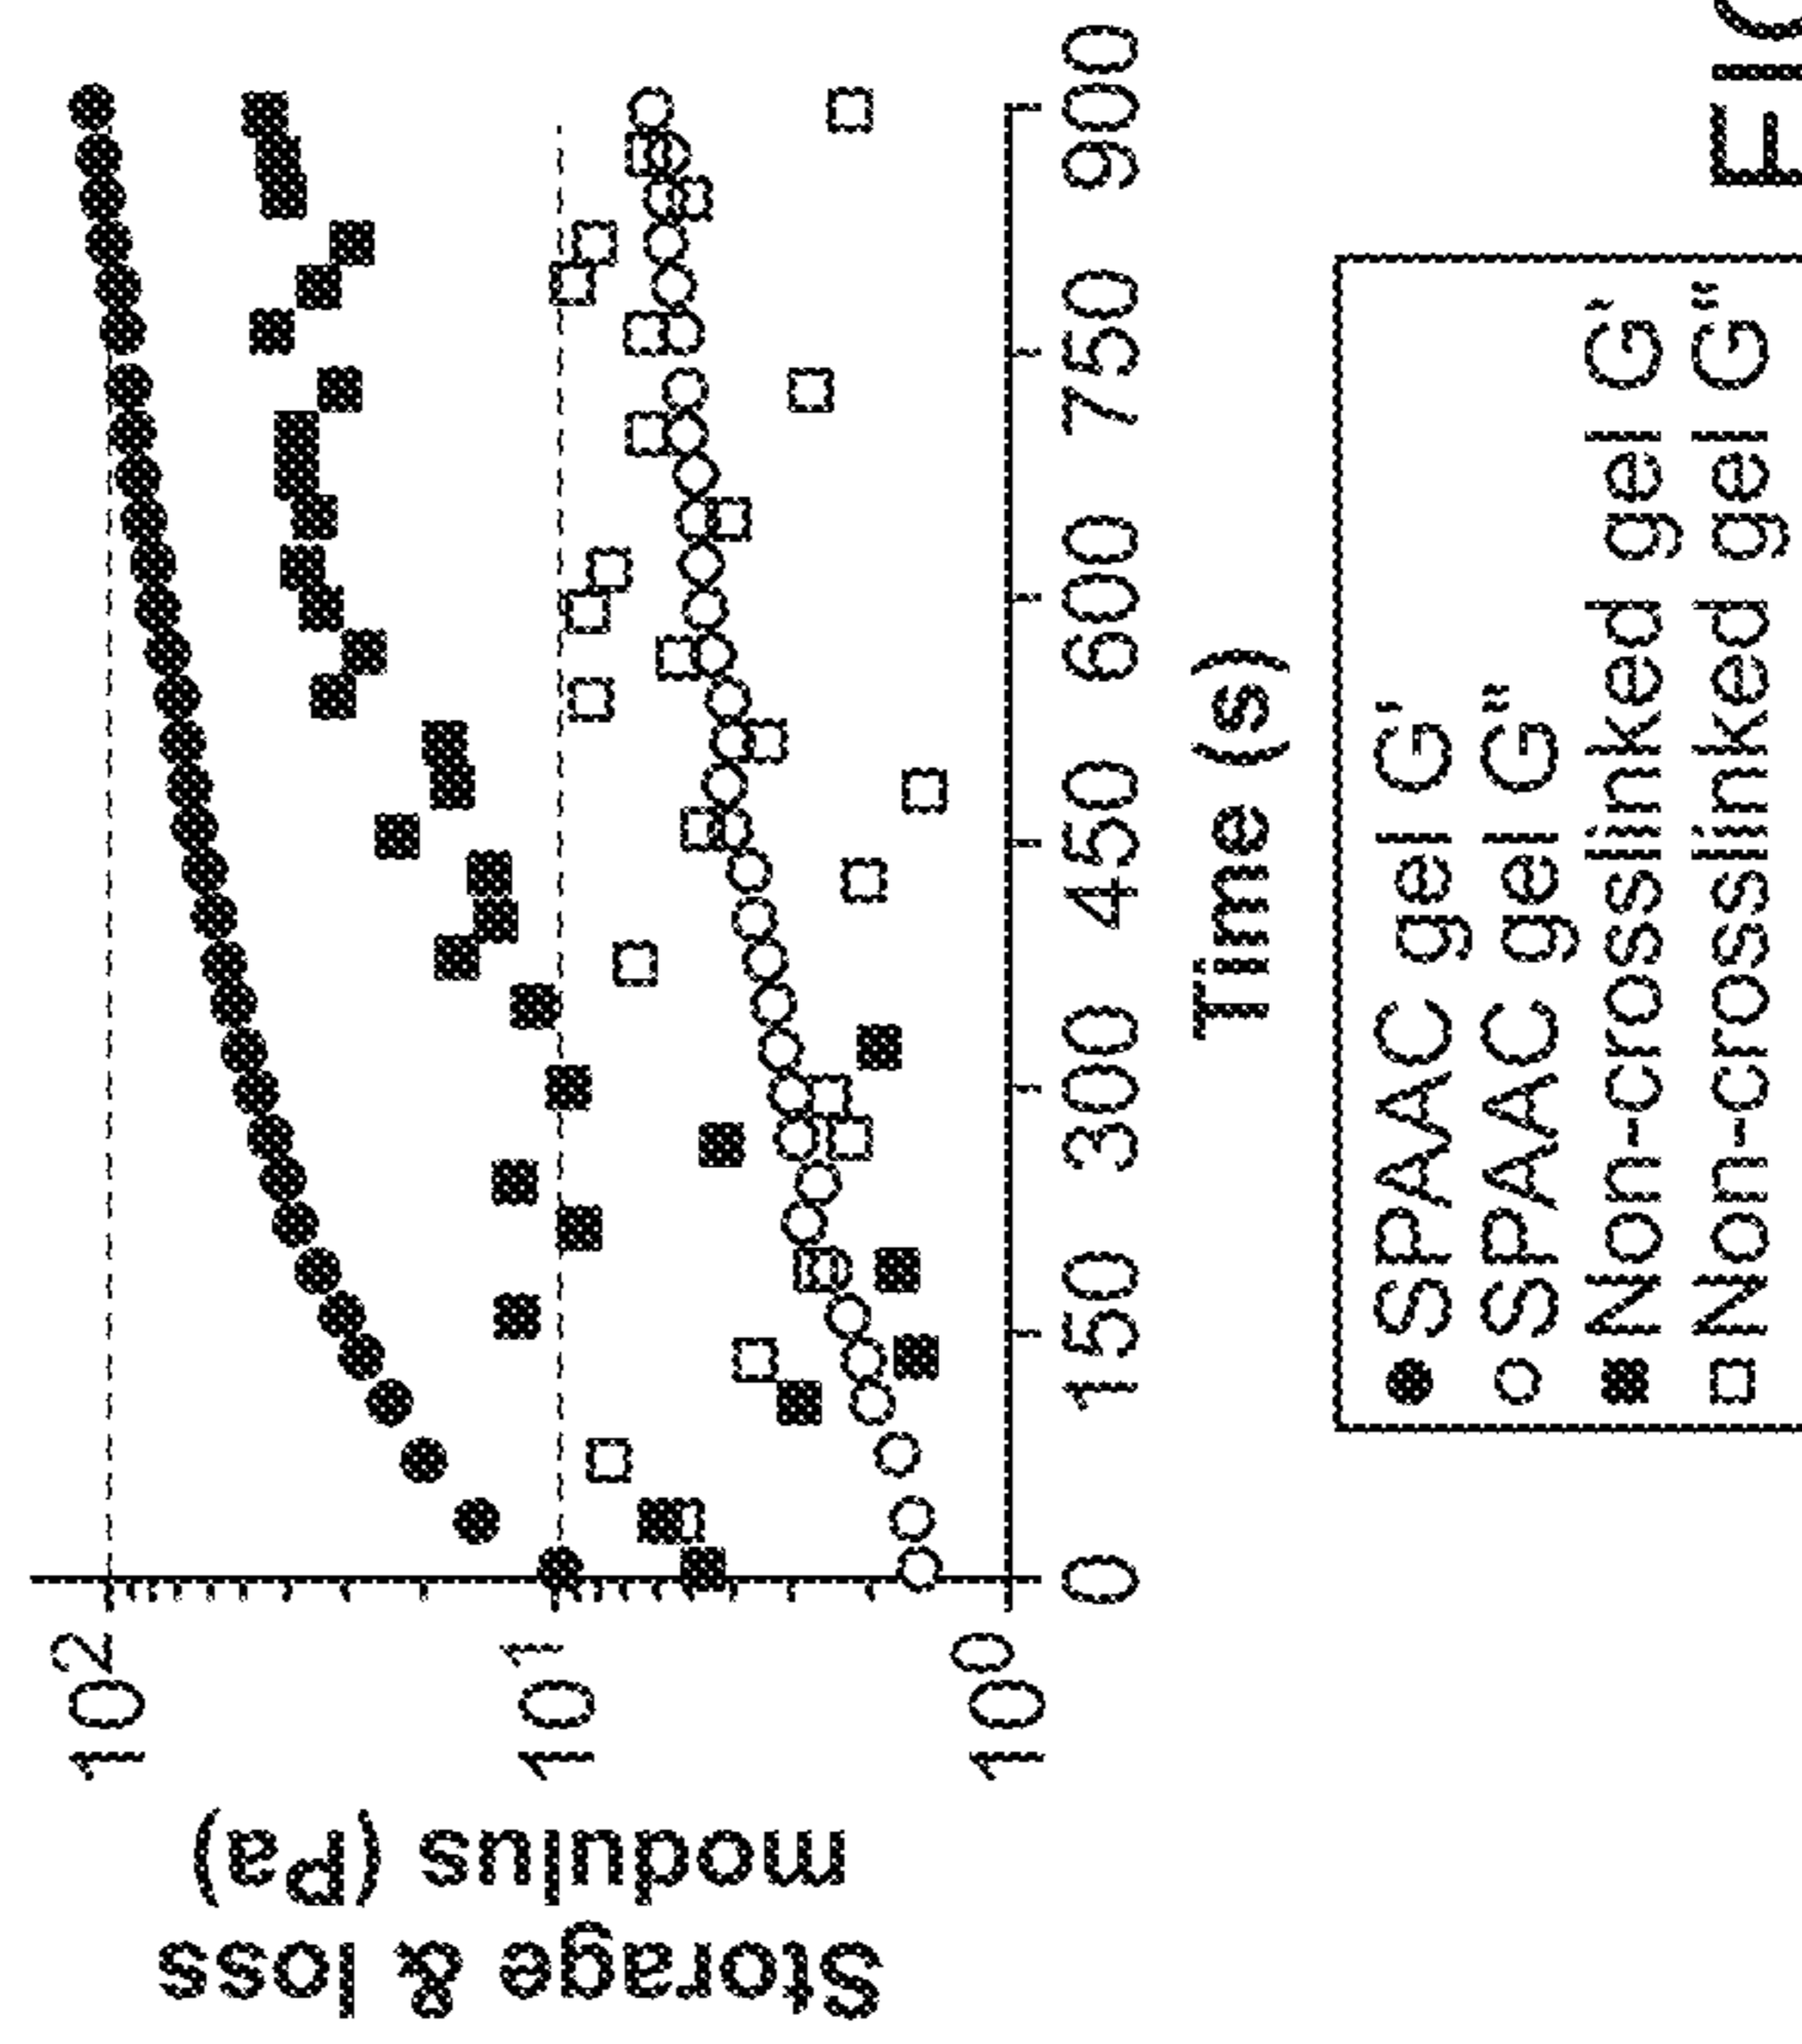 Storage & loss
modulus (Pa)
10²
10¹
10⁰
0 150 300 450 600 750 900
Time (s)
SPAAC gel G'
SPAAC gel G"
Non-crosslinked gel G'
Non-crosslinked gel G"